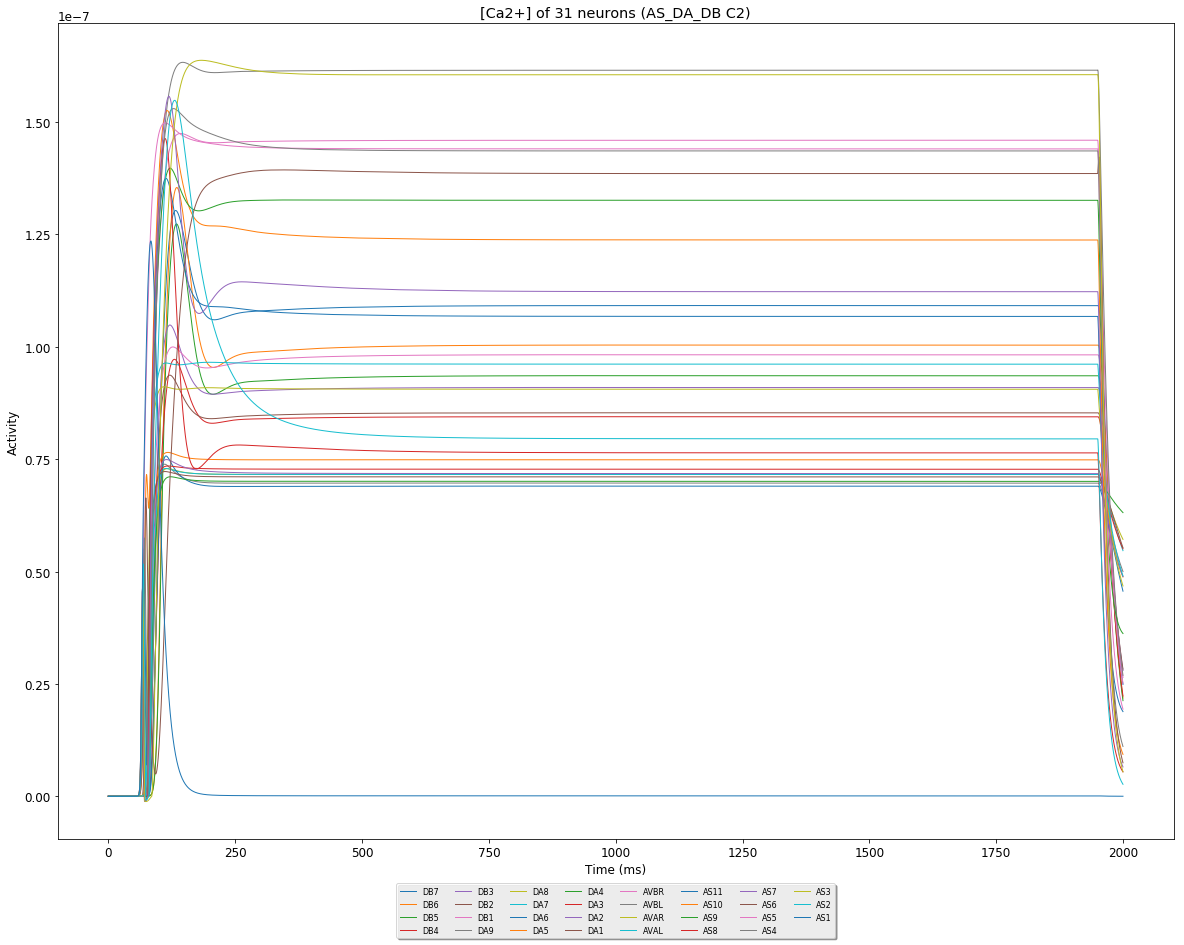 [Ca2+] of 31 neurons (AS_DA_DB C2)
1e−7
1.50
1.25
1.00
0.75
0.50
0.25
0.00
Activity
0 250 500 750 1000 1250 1500 1750 2000
Time (ms)
DB7 DB3 DA8 DA4 AVBR AS11 AS7 AS3
DB6 DB2 DA7 DA3 AVBL AS10 AS6 AS2
DB5 DB1 DA6 DA2 AVAR AS9 AS5 AS1
DB4 DA9 DA5 DA1 AVAL AS8 AS4